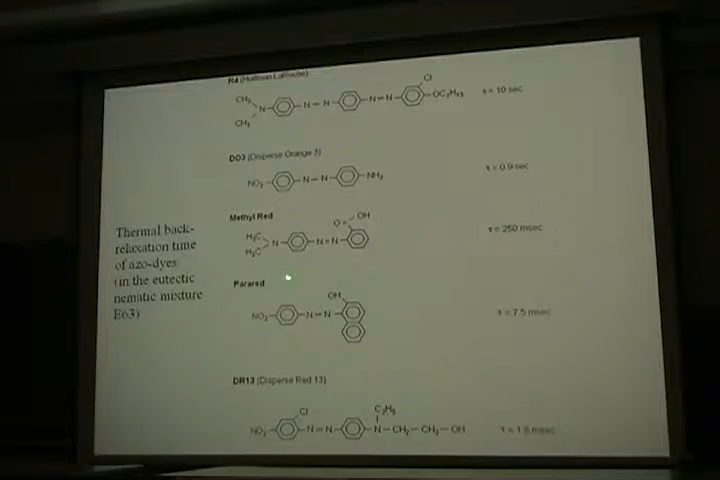 R4 (Hoffman LaRoche)
CH₃
CH₃
N
N=N
N=N
Cl
OC₇H₁₅
τ = 10 sec
DO3 (Disperse Orange 3)
NO₂
N=N
NH₂
τ = 0.9 sec
Methyl Red
H₃C
H₃C
N
N=N
O
OH
τ = 250 msec
Thermal back-
relaxation time
of azo-dyes
(in the eutectic
nematic mixture
E63)
Parared
NO₂
N=N
OH
τ = 7.5 msec
DR13 (Disperse Red 13)
Cl
C₂H₅
NO₂
N=N
N-CH₂-CH₂-OH
τ = 1.8 msec